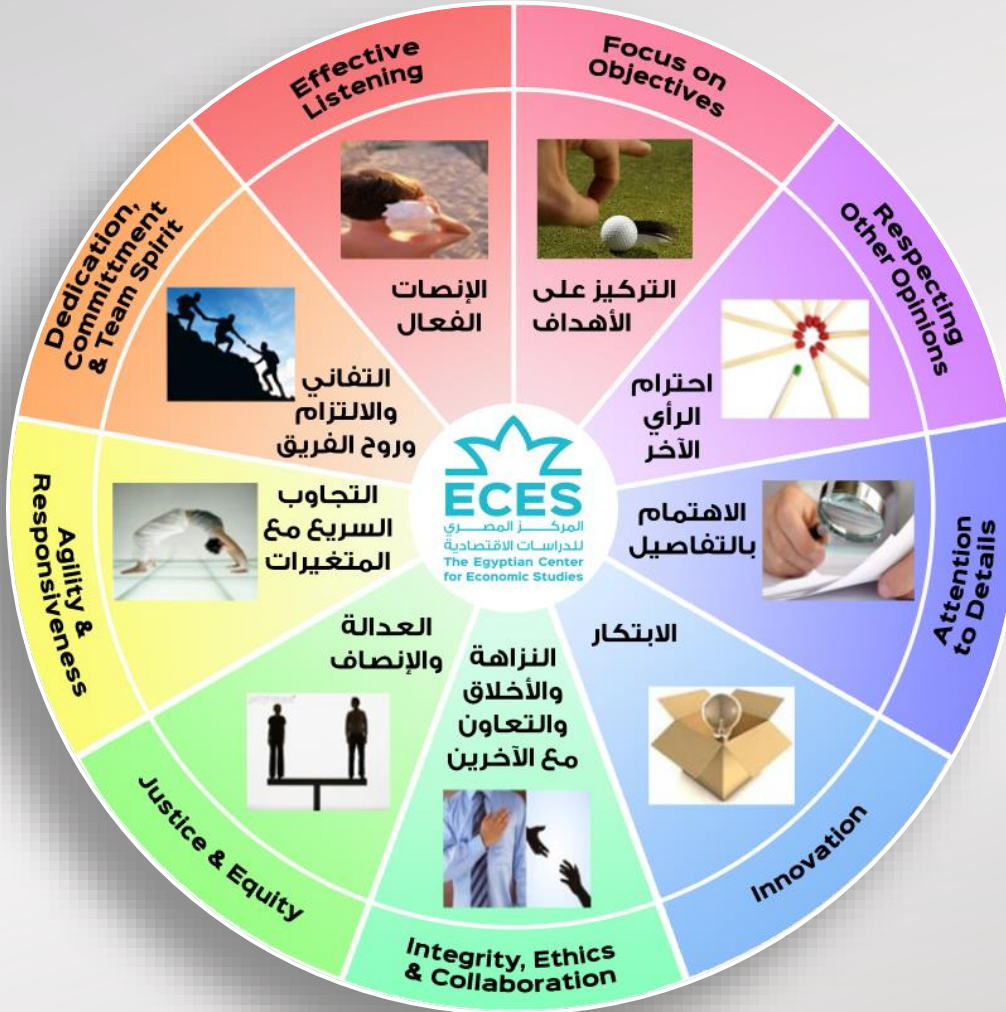 Effective
Listening
الإنصات
الفعال
Focus on
Objectives
التركيز على
الأهداف
Respecting
Other Opinions
احترام
الرأي
الآخر
Attention
to Details
الاهتمام
بالتفاصيل
Innovation
الابتكار
Integrity, Ethics
& Collaboration
النزاهة
والأخلاق
والتعاون
مع الآخرين
Justice & Equity
العدالة
والإنصاف
Agility &
Responsiveness
التجاوب
السريع مع
المتغيرات
Dedication,
Committment
& Team Spirit
التفاني
والالتزام
وروح الفريق
ECES
المركز المصري
للدراسات الاقتصادية
The Egyptian Center
for Economic Studies